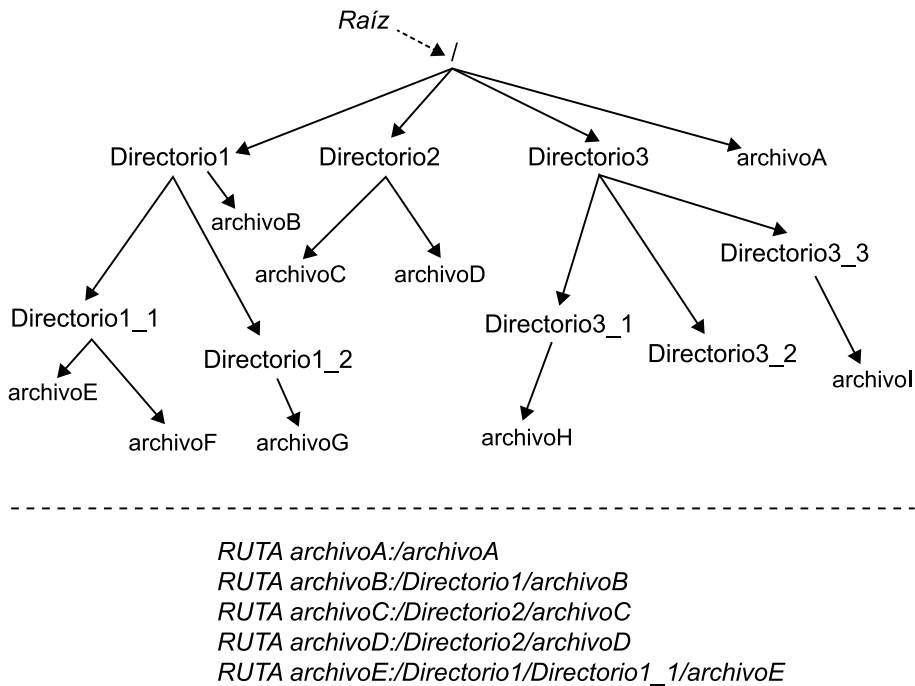 Raíz
/
Directorio1
Directorio2
Directorio3
archivoA
archivoB
archivoC
archivoD
Directorio3_3
Directorio1_1
Directorio1_2
Directorio3_1
Directorio3_2
archivoI
archivoE
archivoF
archivoG
archivoH
RUTA archivoA:/archivoA
RUTA archivoB:/Directorio1/archivoB
RUTA archivoC:/Directorio2/archivoC
RUTA archivoD:/Directorio2/archivoD
RUTA archivoE:/Directorio1/Directorio1_1/archivoE